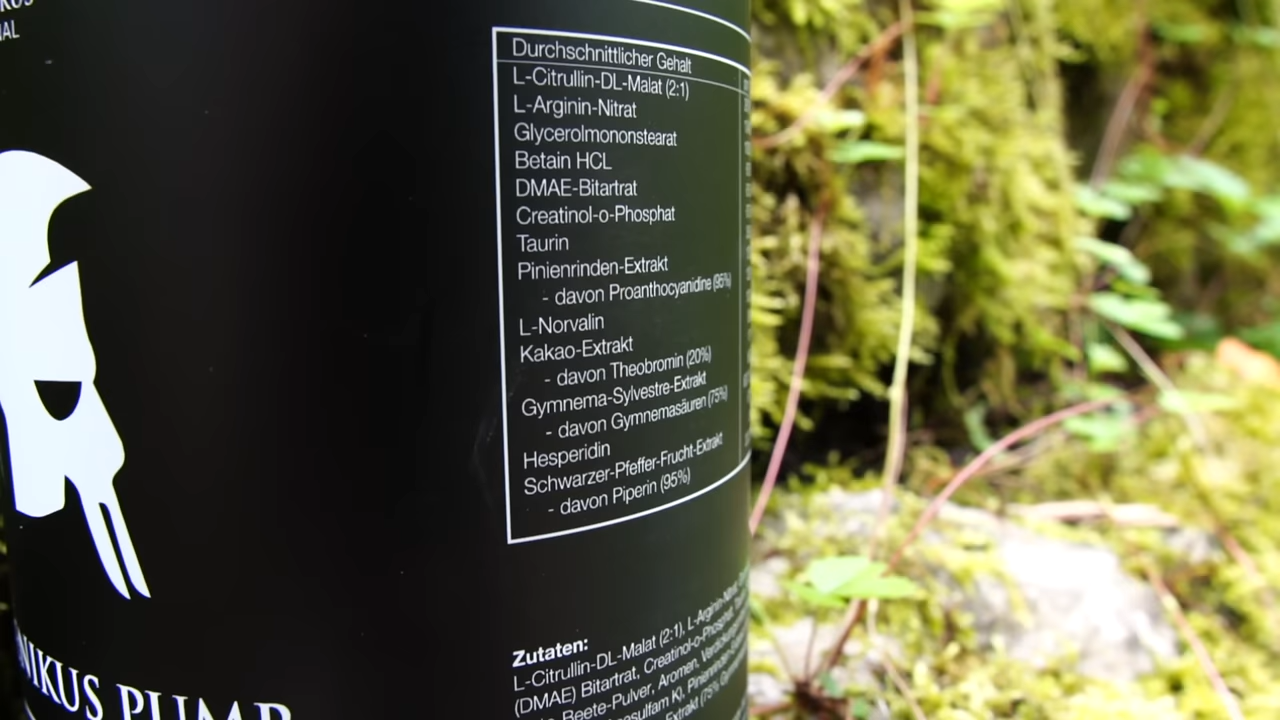 Durchschnittlicher Gehalt
L-Citrullin-DL-Malat (2:1)
L-Arginin-Nitrat
Glycerolmononstearat
Betain HCL
DMAE-Bitartrat
Creatinol-o-Phosphat
Taurin
Pinienrinden-Extrakt
- davon Proanthocyanidine (95%)
L-Norvalin
Kakao-Extrakt
- davon Theobromin (20%)
Gymnema-Sylvestre-Extrakt
- davon Gymnemasäuren (75%)
Hesperidin
Schwarzer-Pfeffer-Frucht-Extrakt
- davon Piperin (95%)
Zutaten:
L-Citrullin-DL-Malat (2:1), L-Arginin-Nitrat,
(DMAE) Bitartrat, Creatinol-o-Phosphat,
Beete-Pulver, Aromen,
Extrakt (75%
NIKUS PUMP